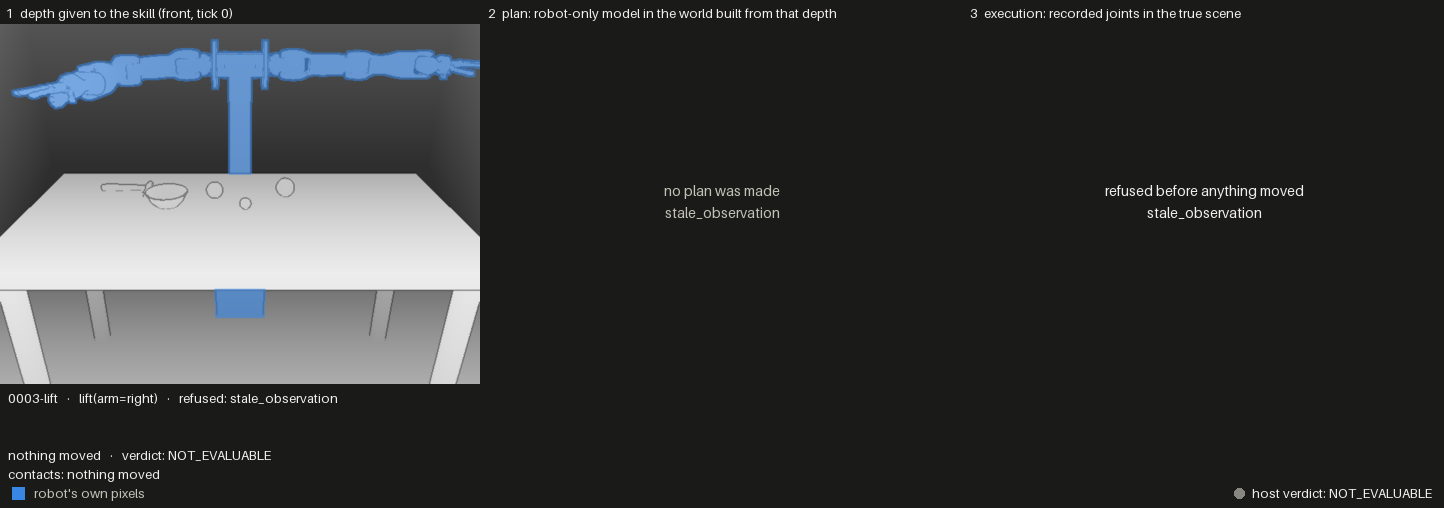 1 depth given to the skill (front, tick 0)
2 plan: robot-only model in the world built from that depth
3 execution: recorded joints in the true scene
no plan was made
stale_observation
refused before anything moved
stale_observation
0003-lift · lift(arm=right) · refused: stale_observation
nothing moved · verdict: NOT_EVALUABLE
contacts: nothing moved
robot's own pixels
host verdict: NOT_EVALUABLE